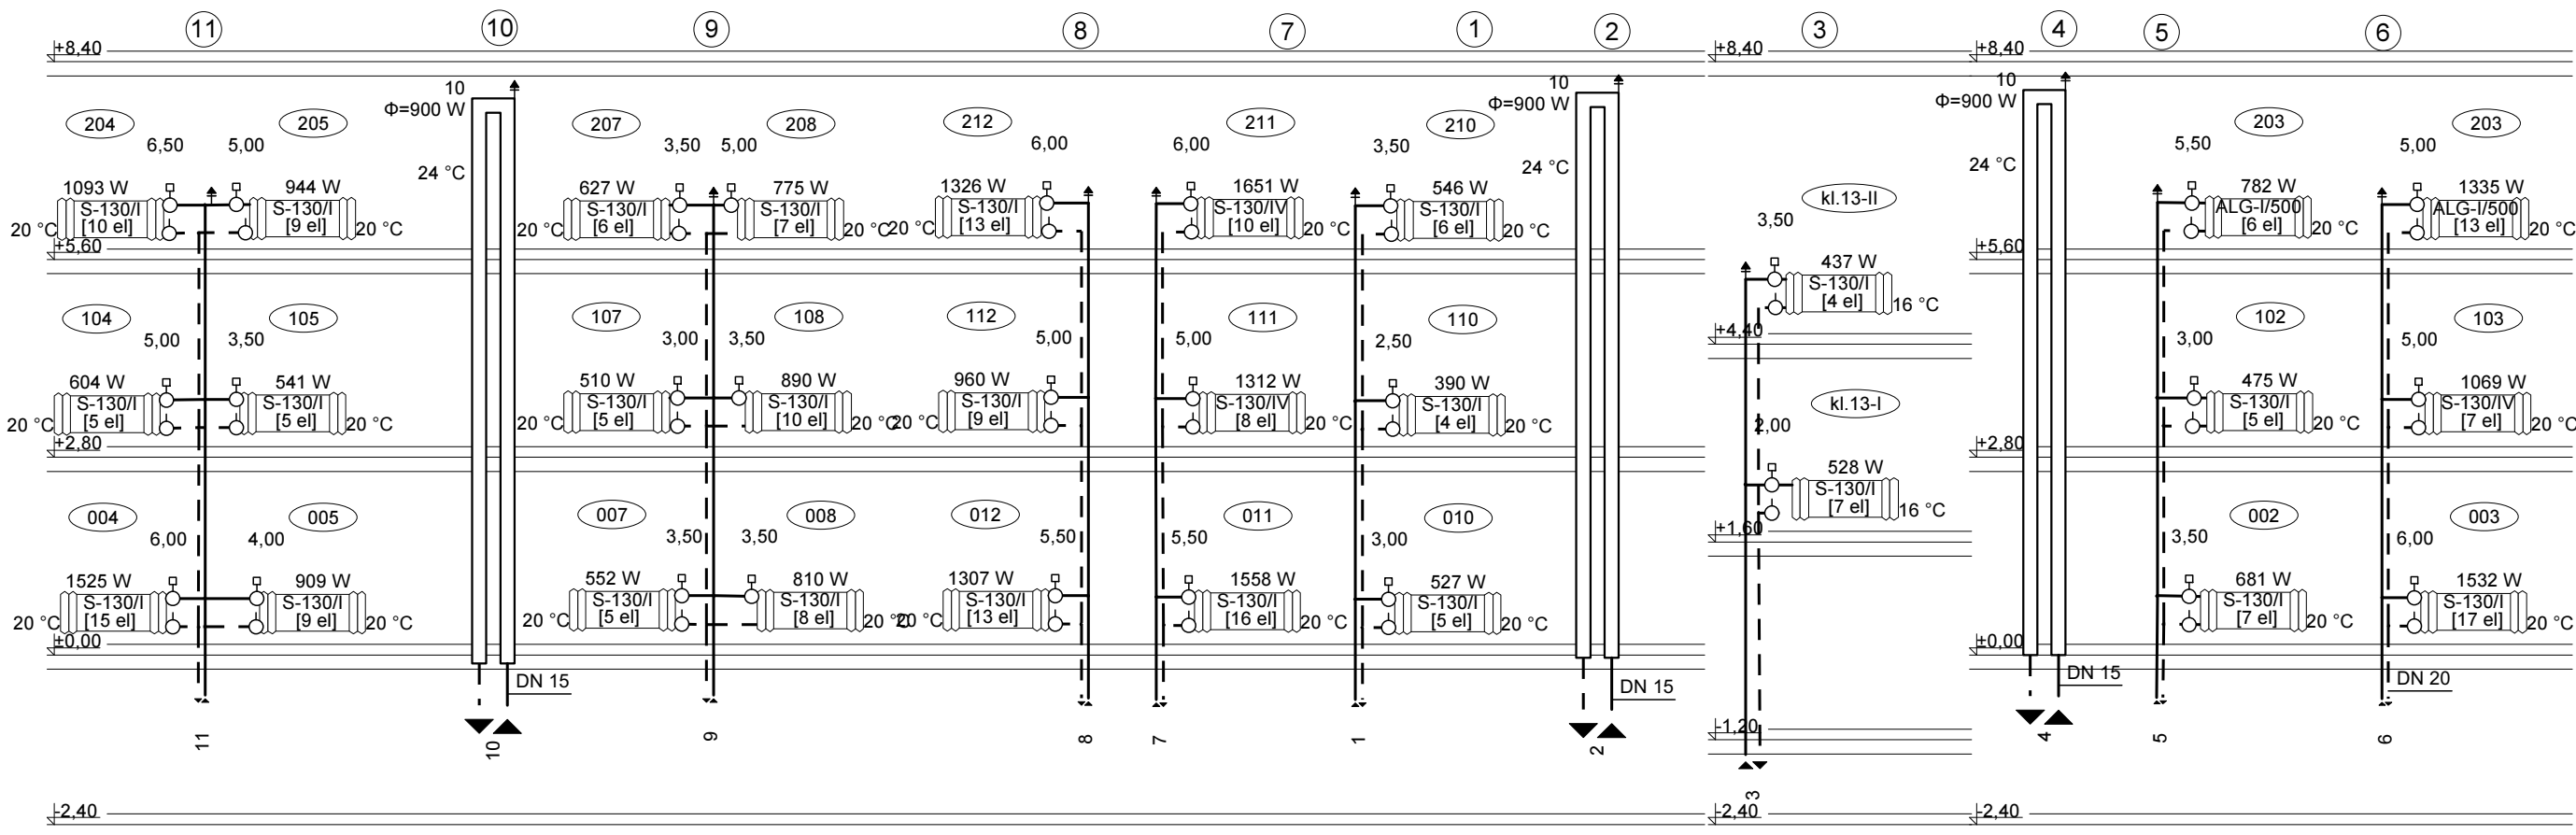 11 10 9 8 7 1 2 3 4 5 6
+8,40 +8,40 +8,40
10 10 10
Φ=900 W Φ=900 W Φ=900 W
204 205 207 208 212 211 210 203 203
6,50 5,00 3,50 5,00 6,00 6,00 3,50 5,50 5,00
24 °C 24 °C 24 °C
1093 W 944 W 627 W 775 W 1326 W 1651 W 546 W 782 W 1335 W
S-130/I S-130/I S-130/I S-130/I S-130/I S-130/IV S-130/I ALG-I/500 ALG-I/500
[10 el] [9 el] [6 el] [7 el] [13 el] [10 el] [6 el] [6 el] [13 el]
20 °C 20 °C 20 °C 20 °C 20 °C 20 °C 20 °C 20 °C 20 °C
kl.13-II
3,50
+5,60 +5,60
437 W
S-130/I
[4 el]
16 °C
104 105 107 108 112 111 110 102 103
+4,40
5,00 3,50 3,00 3,50 5,00 5,00 2,50 3,00 5,00
604 W 541 W 510 W 890 W 960 W 1312 W 390 W 475 W 1069 W
S-130/I S-130/I S-130/I S-130/I S-130/I S-130/IV S-130/I S-130/I S-130/IV
[5 el] [5 el] [5 el] [10 el] [9 el] [8 el] [4 el] [5 el] [7 el]
20 °C 20 °C 20 °C 20 °C 20 °C 20 °C 20 °C 20 °C 20 °C
kl.13-I
2,00
+2,80 +2,80
528 W
S-130/I
[7 el]
16 °C
004 005 007 008 012 011 010 002 003
+1,60
6,00 4,00 3,50 3,50 5,50 5,50 3,00 3,50 6,00
1525 W 909 W 552 W 810 W 1307 W 1558 W 527 W 681 W 1532 W
S-130/I S-130/I S-130/I S-130/I S-130/I S-130/I S-130/I S-130/I S-130/I
[15 el] [9 el] [5 el] [8 el] [13 el] [16 el] [5 el] [7 el] [17 el]
20 °C 20 °C 20 °C 20 °C 20 °C 20 °C 20 °C 20 °C 20 °C
±0,00 ±0,00
DN 15 DN 15 DN 15 DN 20
-1,20
11 10 9 8 7 1 2 3 4 5 6
-2,40 -2,40 -2,40